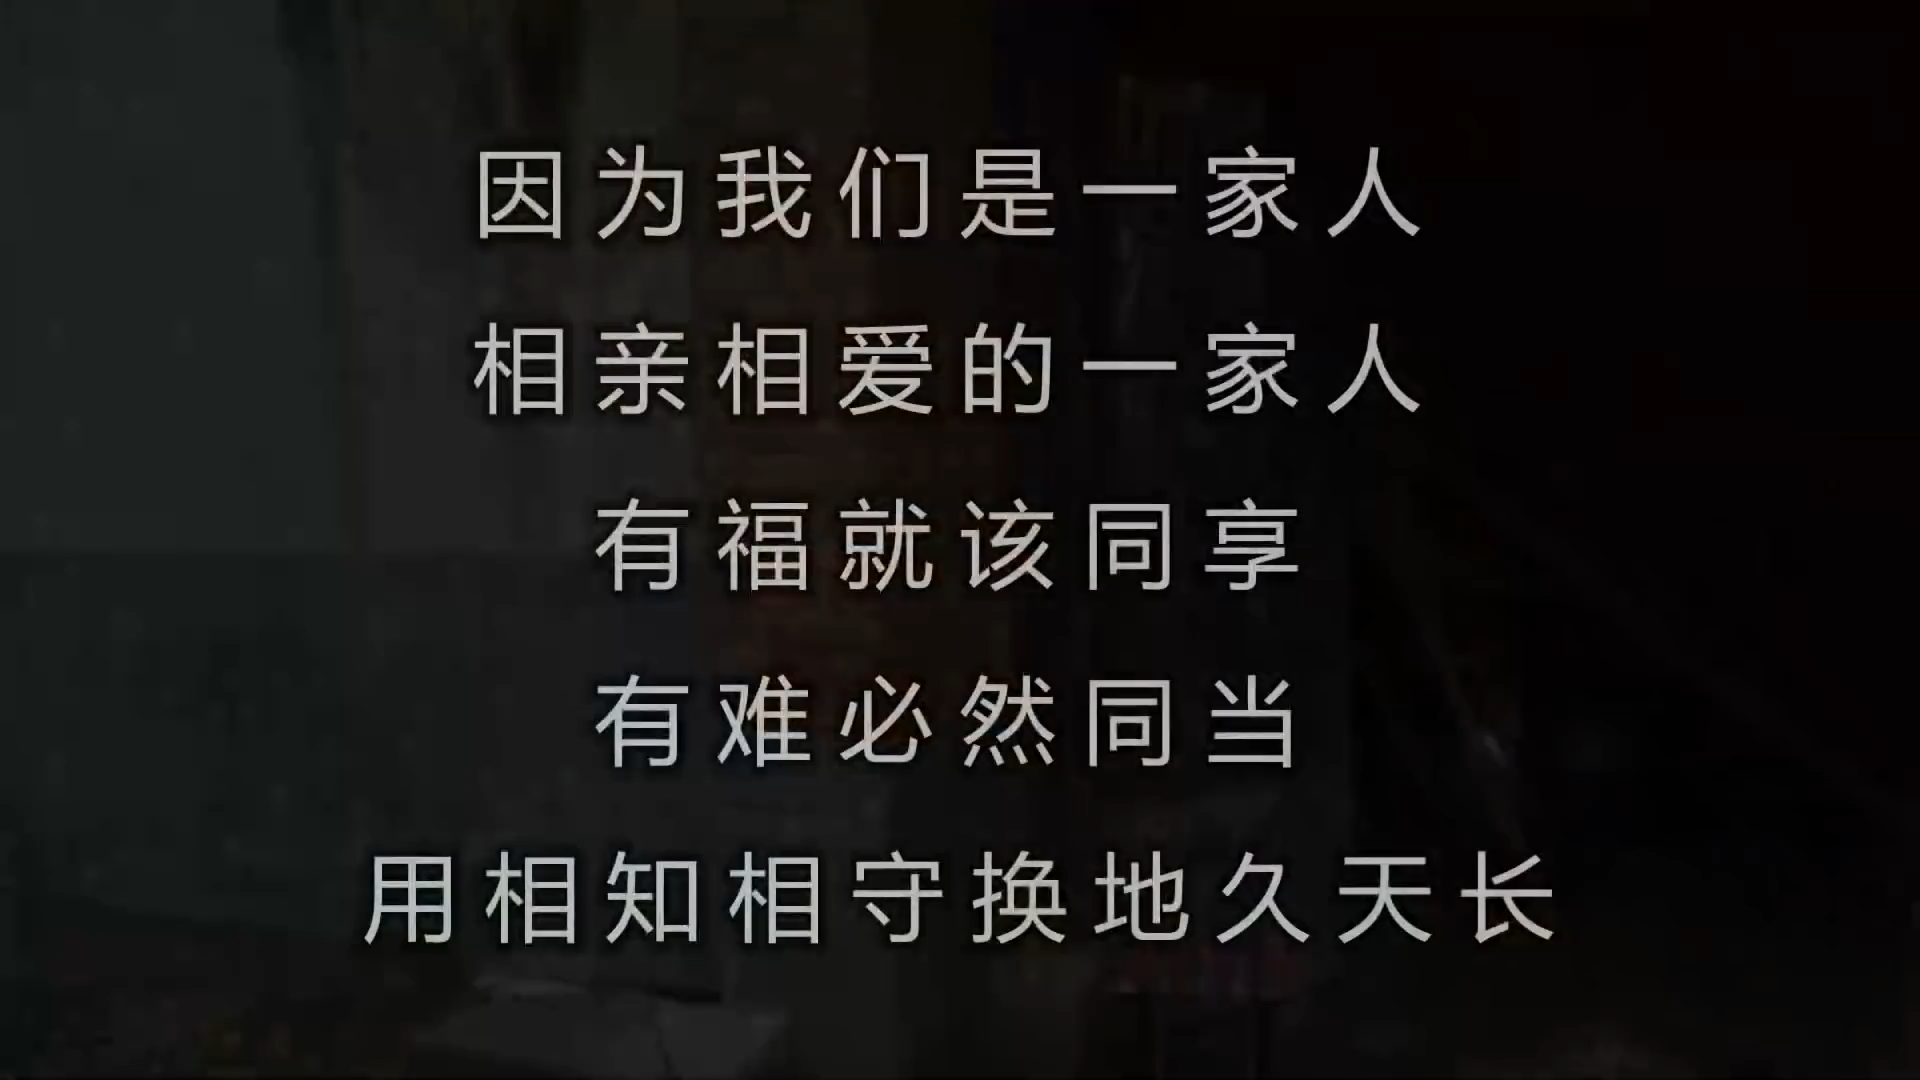 因为我们是一家人
相亲相爱的一家人
有福就该同享
有难必然同当
用相知相守换地久天长